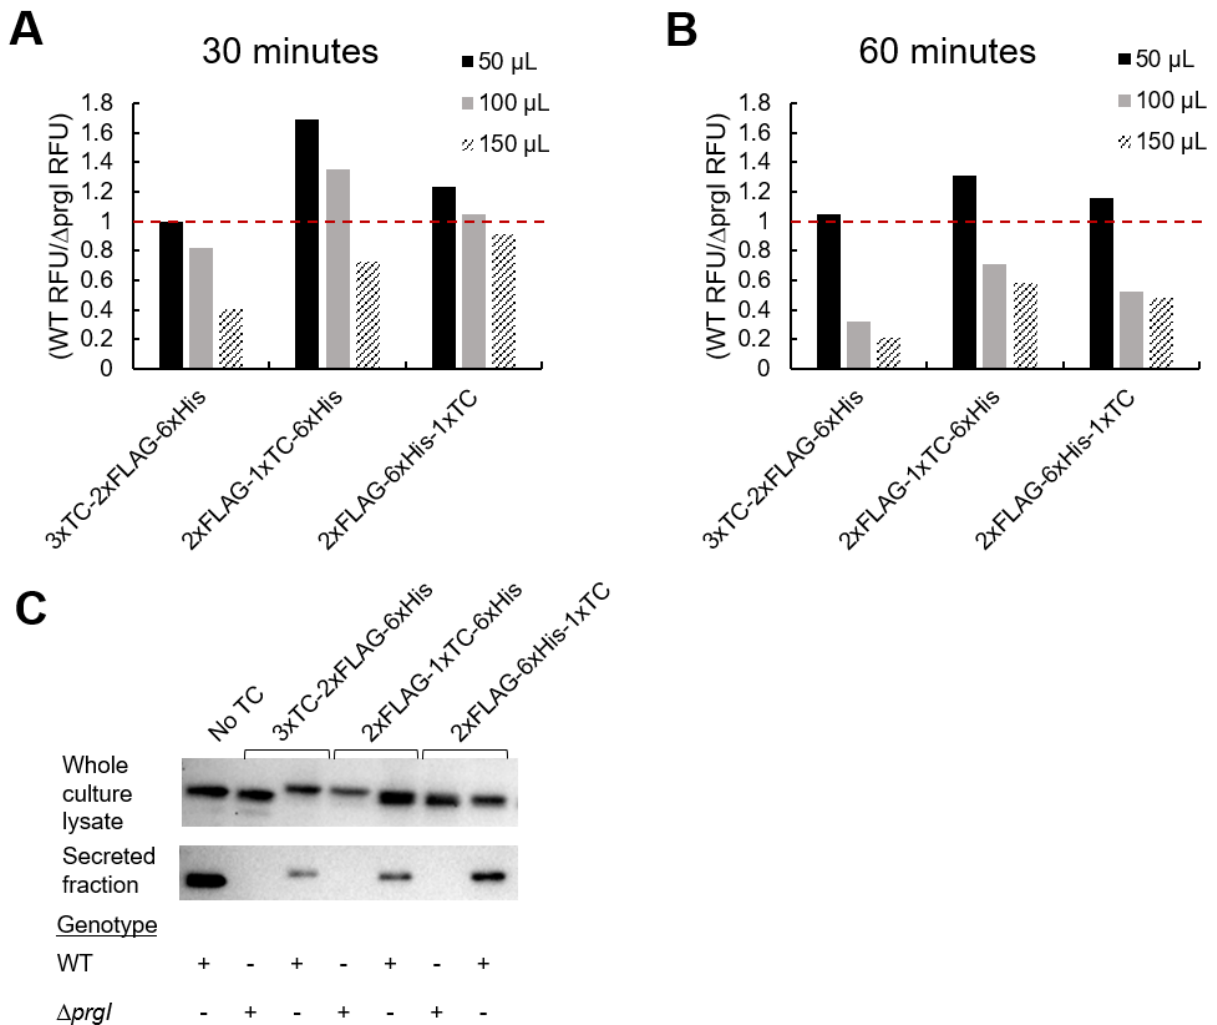 A
30 minutes
50 µL
100 µL
150 µL
(WT RFU/ΔprgI RFU)
1.8
1.6
1.4
1.2
1
0.8
0.6
0.4
0.2
0
3xTC-2xFLAG-6xHis
2xFLAG-1xTC-6xHis
2xFLAG-6xHis-1xTC
B
60 minutes
50 µL
100 µL
150 µL
(WT RFU/ΔprgI RFU)
1.8
1.6
1.4
1.2
1
0.8
0.6
0.4
0.2
0
3xTC-2xFLAG-6xHis
2xFLAG-1xTC-6xHis
2xFLAG-6xHis-1xTC
C
No TC
3xTC-2xFLAG-6xHis
2xFLAG-1xTC-6xHis
2xFLAG-6xHis-1xTC
Whole
culture
lysate
Secreted
fraction
Genotype
WT + - + - + - +
ΔprgI - + - + - + -